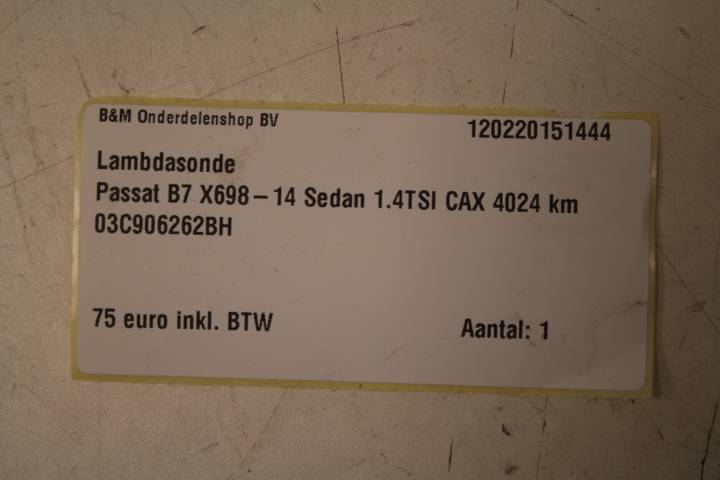 B&M Onderdelenshop BV 120220151444
Lambdasonde
Passat B7 X698-14 Sedan 1.4TSI CAX 4024 km
03C906262BH
75 euro inkl. BTW Aantal: 1